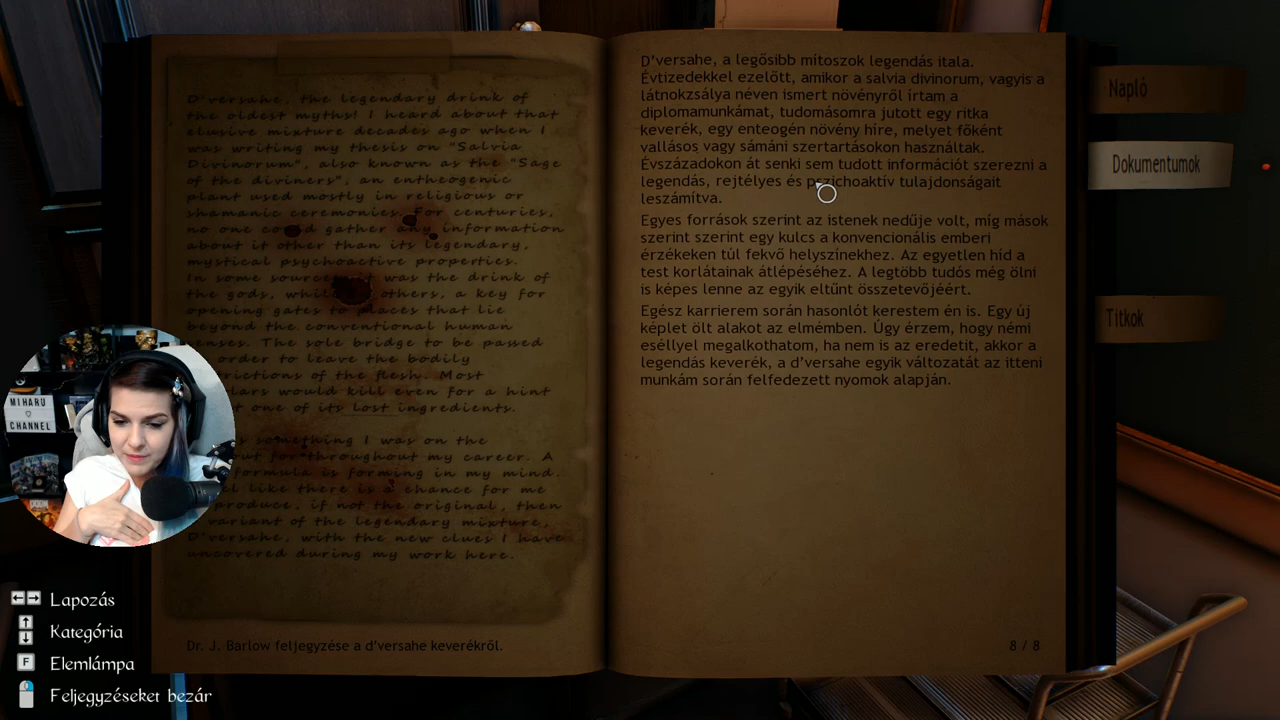 D'versahe, the legendary drink of
the oldest myths! I heard about that
elusive mixture decades ago when I
was writing my thesis on "Salvia
Divinorum", also known as the "Sage
of the diviners", an entheogenic
plant used mostly in religious or
shamanic ceremonies. For centuries,
no one could gather any information
about it other than its legendary,
mystical psychoactive properties.
In some sources it was the drink of
the gods, while others, a key for
opening gates to places that lie
beyond the conventional human
senses. The sole bridge to be passed
order to leave the bodily
of the flesh. Most
would kill even for a hint
one of its lost ingredients.
something I was on the
for throughout my career. A
formula is forming in my mind.
like there is a chance for me
produce, if not the original, then
variant of the legendary mixture,
D'versahe, with the new clues I have
uncovered during my work here.
Dr. J. Barlow feljegyzése a d'versahe keverékről.
D'versahe, a legősibb mítoszok legendás itala.
Évtizedekkel ezelőtt, amikor a salvia divinorum, vagyis a
látnokzsálya néven ismert növényről írtam a
diplomamunkámat, tudomásomra jutott egy ritka
keverék, egy enteogén növény híre, melyet főként
vallásos vagy sámáni szertartásokon használtak.
Évszázadokon át senki sem tudott információt szerezni a
legendás, rejtélyes és pszichoaktív tulajdonságait
leszámítva.
Egyes források szerint az istenek nedűje volt, míg mások
szerint szerint egy kulcs a konvencionális emberi
érzékeken túl fekvő helyszínekhez. Az egyetlen híd a
test korlátainak átlépéséhez. A legtöbb tudós még ölni
is képes lenne az egyik eltűnt összetevőjéért.
Egész karrierem során hasonlót kerestem én is. Egy új
képlet ölt alakot az elmémben. Úgy érzem, hogy némi
eséllyel megalkothatom, ha nem is az eredetit, akkor a
legendás keverék, a d'versahe egyik változatát az itteni
munkám során felfedezett nyomok alapján.
8 / 8
Napló
Dokumentumok
Titkok
MIHARU
CHANNEL
Lapozás
Kategória
F Elemlámpa
Feljegyzéseket bezár